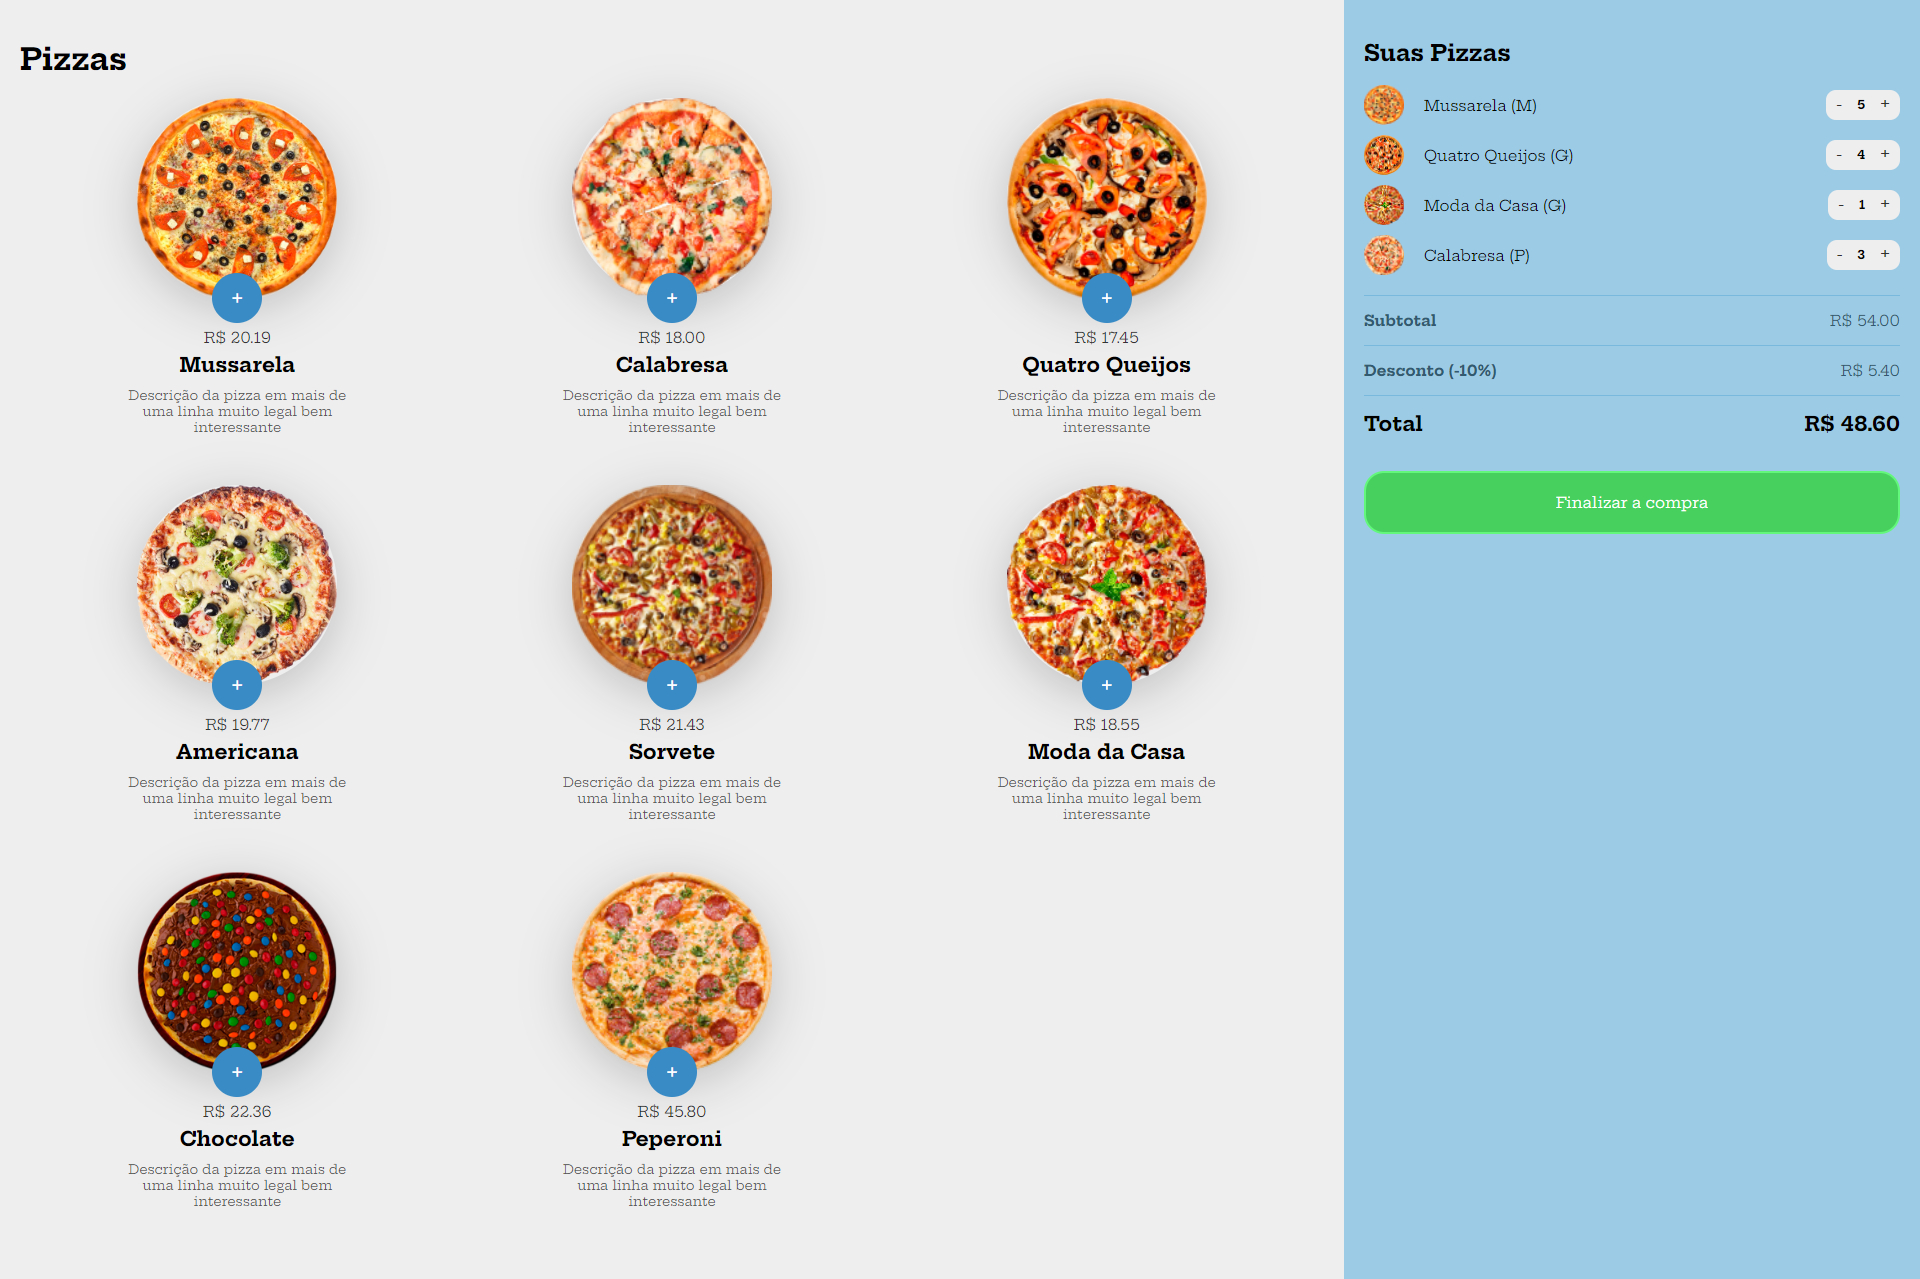 Pizzas
+
R$ 20.19
Mussarela
Descrição da pizza em mais de
uma linha muito legal bem
interessante
+
R$ 18.00
Calabresa
Descrição da pizza em mais de
uma linha muito legal bem
interessante
+
R$ 17.45
Quatro Queijos
Descrição da pizza em mais de
uma linha muito legal bem
interessante
+
R$ 19.77
Americana
Descrição da pizza em mais de
uma linha muito legal bem
interessante
+
R$ 21.43
Sorvete
Descrição da pizza em mais de
uma linha muito legal bem
interessante
+
R$ 18.55
Moda da Casa
Descrição da pizza em mais de
uma linha muito legal bem
interessante
+
R$ 22.36
Chocolate
Descrição da pizza em mais de
uma linha muito legal bem
interessante
+
R$ 45.80
Peperoni
Descrição da pizza em mais de
uma linha muito legal bem
interessante
Suas Pizzas
Mussarela (M) - 5 +
Quatro Queijos (G) - 4 +
Moda da Casa (G) - 1 +
Calabresa (P) - 3 +
Subtotal R$ 54.00
Desconto (-10%) R$ 5.40
Total R$ 48.60
Finalizar a compra